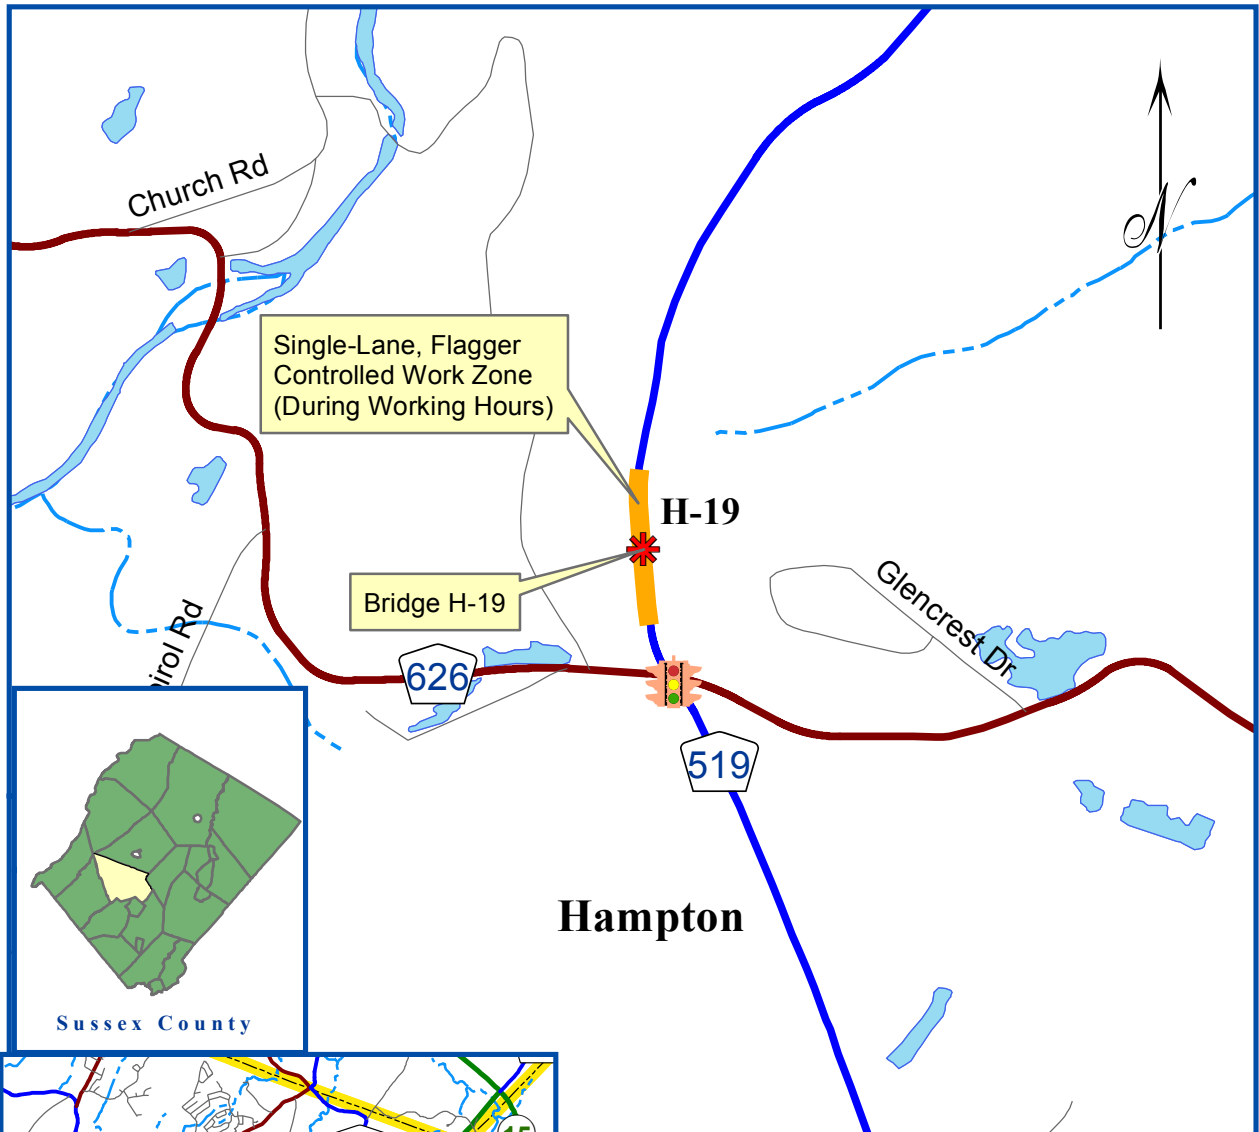 Church Rd
N
Single-Lane, Flagger
Controlled Work Zone
(During Working Hours)
H-19
Bridge H-19
Glencrest Dr
626
519
Hampton
Sussex County